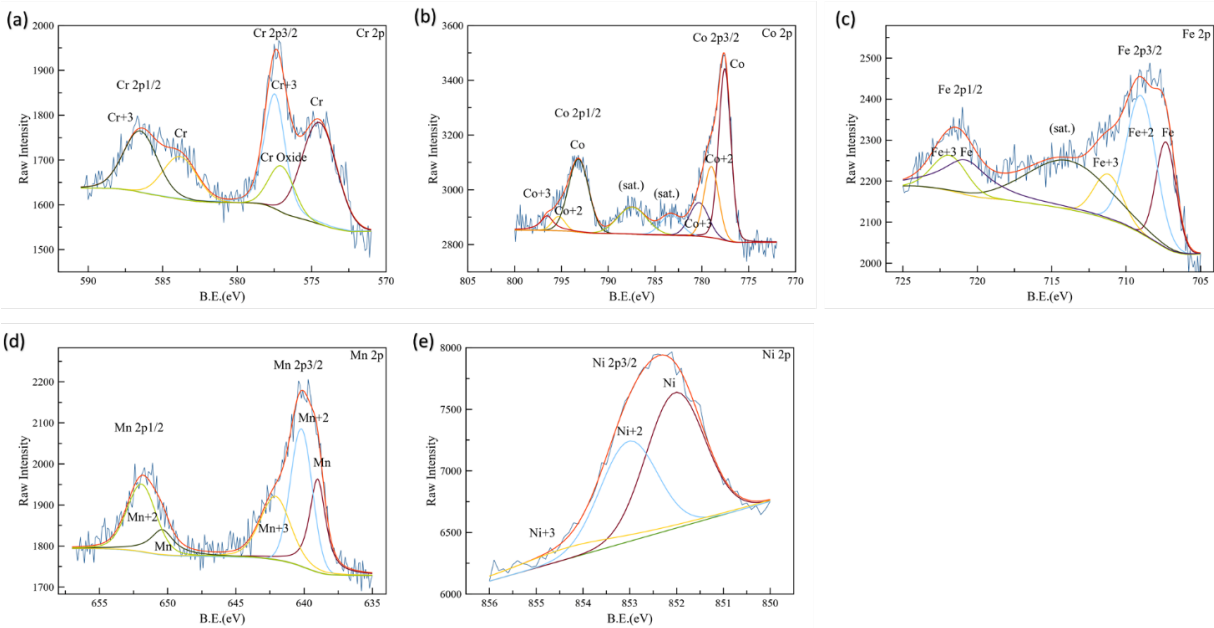 (a)
Cr 2p3/2
Cr 2p
Cr 2p1/2
Cr+3
Cr
Cr+3
Cr
Cr Oxide
2000
1900
1800
1700
1600
1500
590
580
570
Raw Intensity
B.E.(eV)
(b)
Co 2p3/2
Co 2p
Co
Co 2p1/2
Co
Co+2
Co+3
Co+2
(sat.)
(sat.)
Co+3
3600
3400
3200
3000
2800
2600
800
795
790
785
780
775
770
Raw Intensity
B.E.(eV)
(c)
Fe 2p3/2
Fe 2p
Fe 2p1/2
(sat.)
Fe+2
Fe
Fe+3
Fe
Fe+3
2500
2400
2300
2200
2100
2000
725
720
715
710
705
Raw Intensity
B.E.(eV)
(d)
Mn 2p3/2
Mn 2p
Mn 2p1/2
Mn+2
Mn
Mn+2
Mn
Mn+3
2200
2100
2000
1900
1800
1700
655
650
645
640
635
Raw Intensity
B.E.(eV)
(e)
Ni 2p3/2
Ni 2p
Ni
Ni+2
Ni+3
8000
7500
7000
6500
6000
856
855
854
853
852
851
850
Raw Intensity
B.E.(eV)